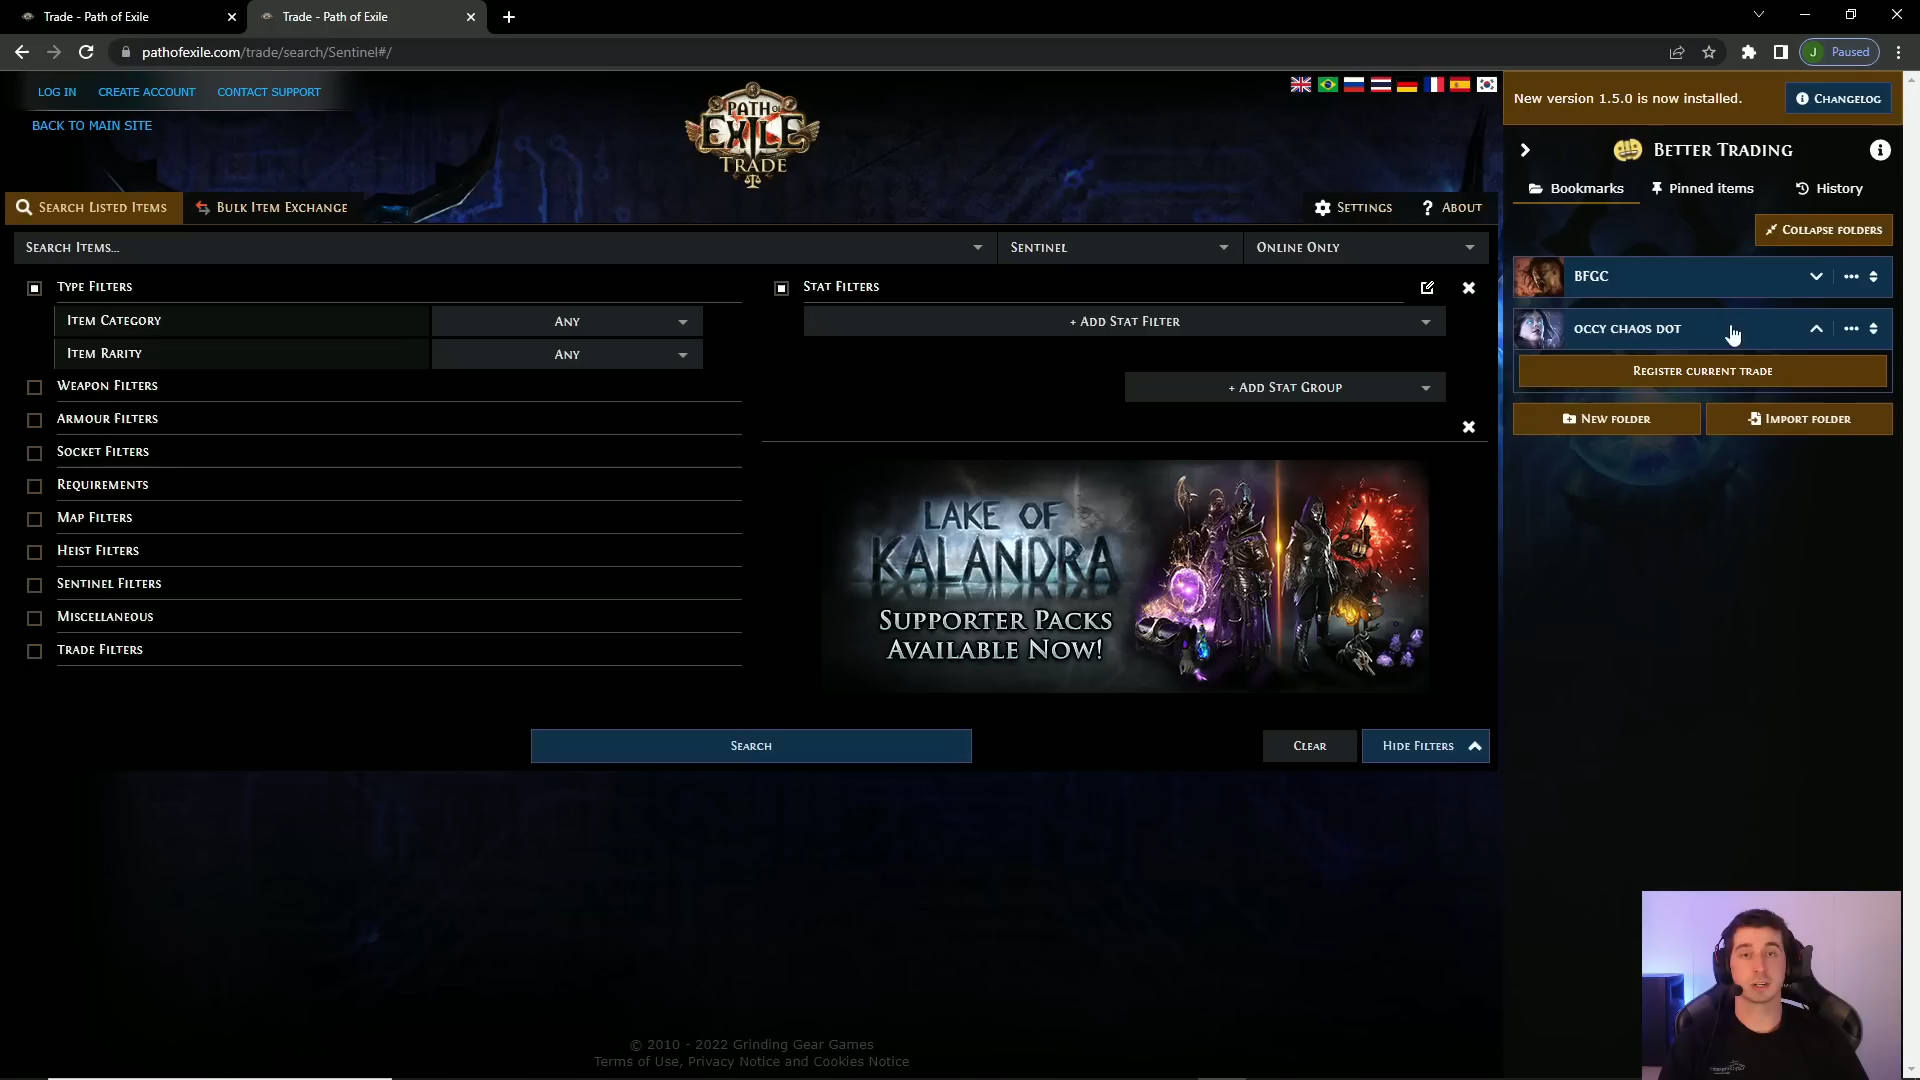 Trade - Path of Exile
Trade - Path of Exile
pathofexile.com/trade/search/Sentinel#/
J Paused
LOG IN CREATE ACCOUNT CONTACT SUPPORT
BACK TO MAIN SITE
PATH OF
EXILE
TRADE
New version 1.5.0 is now installed.
Changelog
Better Trading
Bookmarks
Pinned items
History
Search Listed Items
Bulk Item Exchange
Settings
? About
Collapse folders
Search Items...
Sentinel
Online Only
BFGC
occy chaos dot
Register current trade
New folder
Import folder
Type Filters
Item Category
Any
Item Rarity
Any
Weapon Filters
Armour Filters
Socket Filters
Requirements
Map Filters
Heist Filters
Sentinel Filters
Miscellaneous
Trade Filters
Stat Filters
+ Add Stat Filter
+ Add Stat Group
LAKE OF
KALANDRA
Supporter Packs
Available Now!
Search
Clear
Hide Filters
© 2010 - 2022 Grinding Gear Games
Terms of Use, Privacy Notice and Cookies Notice